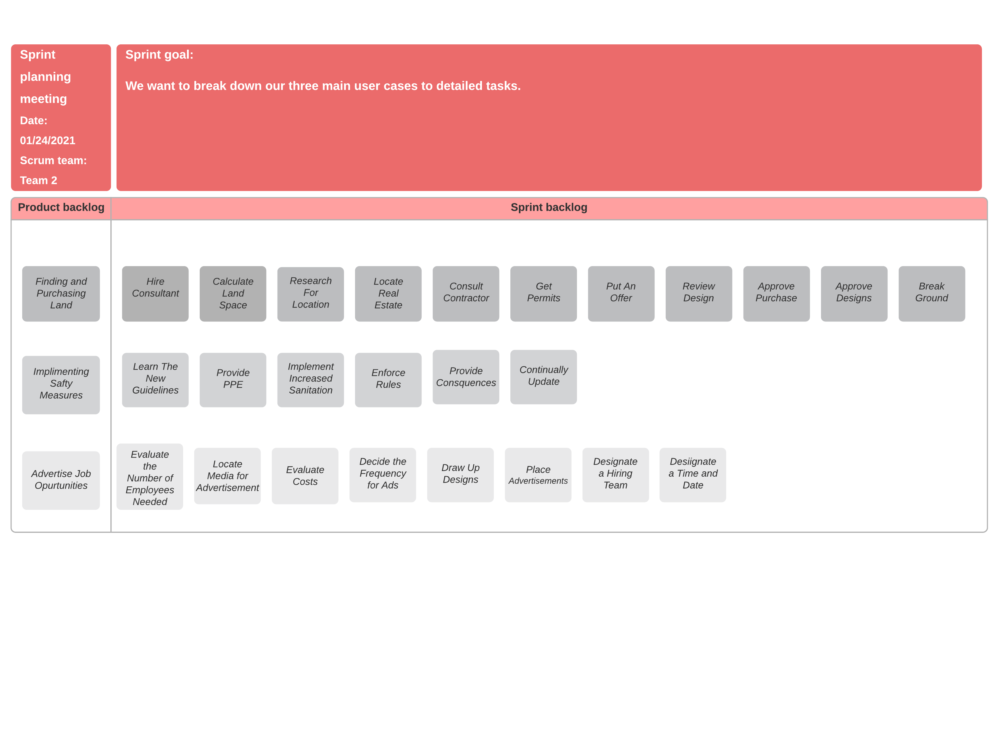 Sprint
planning
meeting
Date:
01/24/2021
Scrum team:
Team 2
Sprint goal:
We want to break down our three main user cases to detailed tasks.
Product backlog
Sprint backlog
Finding and
Purchasing
Land
Hire
Consultant
Calculate
Land
Space
Research
For
Location
Locate
Real
Estate
Consult
Contractor
Get
Permits
Put An
Offer
Review
Design
Approve
Purchase
Approve
Designs
Break
Ground
Implimenting
Safty
Measures
Learn The
New
Guidelines
Provide
PPE
Implement
Increased
Sanitation
Enforce
Rules
Provide
Consquences
Continually
Update
Advertise Job
Opurtunities
Evaluate
the
Number of
Employees
Needed
Locate
Media for
Advertisement
Evaluate
Costs
Decide the
Frequency
for Ads
Draw Up
Designs
Place
Advertisements
Designate
a Hiring
Team
Desiignate
a Time and
Date